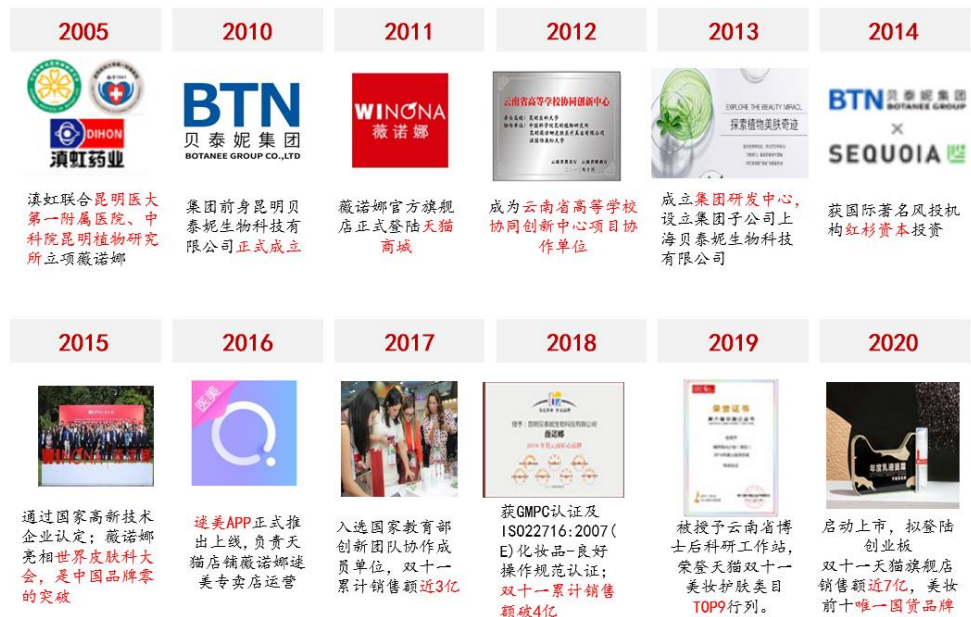 2005
2010
2011
2012
2013
2014
DIHON
滇虹药业
BTN
贝泰妮集团
BOTANEE GROUP CO.,LTD
WINONA
薇诺娜
云南省高等学校协同创新中心
EXPLORE THE BEAUTY MIRACL
探索植物美肤奇迹
BTN 贝泰妮集团
BOTANEE GROUP
×
SEQUOIA
滇虹联合昆明医大
第一附属医院、中
科院昆明植物研究
所立项薇诺娜
集团前身昆明贝
泰妮生物科技有
限公司正式成立
薇诺娜官方旗舰
店正式登陆天猫
商城
成为云南省高等学校
协同创新中心项目协
作单位
成立集团研发中心,
设立集团子公司上
海贝泰妮生物科技
有限公司
获国际著名风投机
构红杉资本投资
2015
2016
2017
2018
2019
2020
WINONA
医美
薇诺娜
荣誉证书
年度乳液面霜
通过国家高新技术
企业认定；薇诺娜
亮相世界皮肤科大
会，是中国品牌零
的突破
迷美APP正式推
出上线,负责天
猫店铺薇诺娜迷
美专卖店运营
入选国家教育部
创新团队协作成
员单位，双十一
累计销售额近3亿
获GMPC认证及
ISO22716:2007(
E)化妆品-良好
操作规范认证；
双十一累计销售
额破4亿
被授予云南省博
士后科研工作站，
荣登天猫双十一
美妆护肤类目
TOP9行列。
启动上市，拟登陆
创业板
双十一天猫旗舰店
销售额近7亿，美妆
前十唯一国货品牌